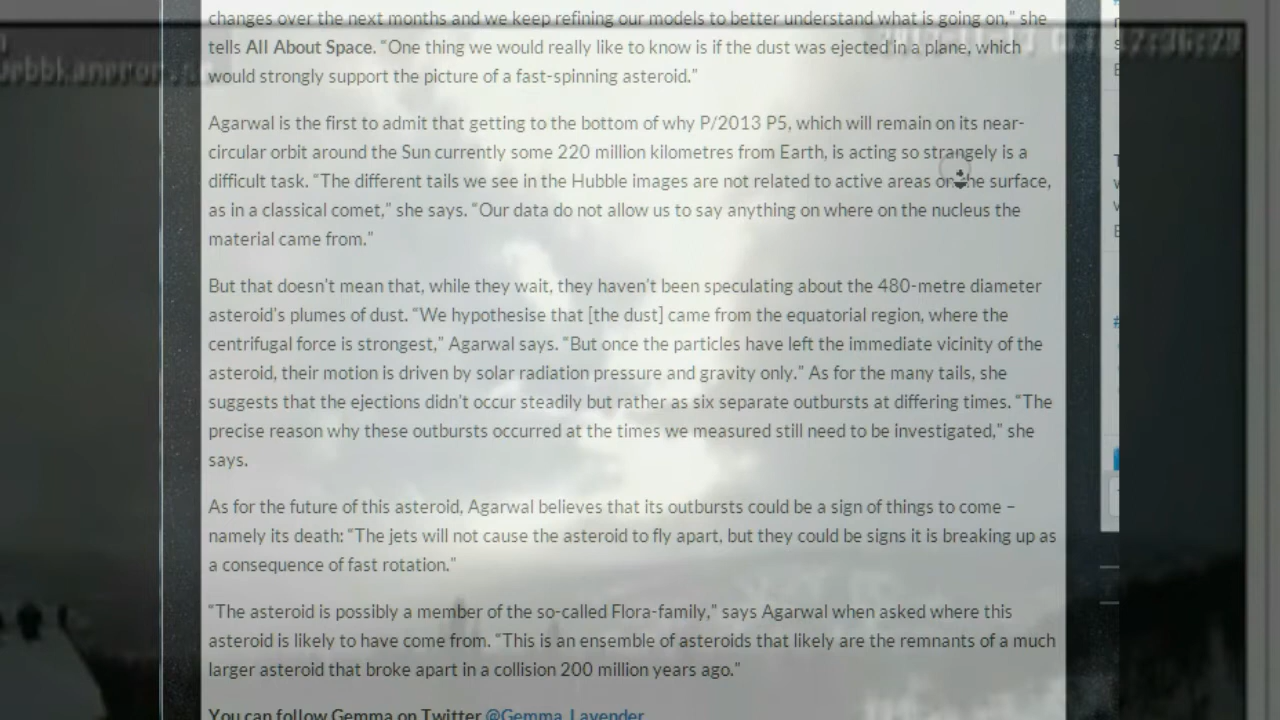 changes over the next months and we keep refining our models to better understand what is going on,” she
tells All About Space. “One thing we would really like to know is if the dust was ejected in a plane, which
would strongly support the picture of a fast-spinning asteroid.”
Agarwal is the first to admit that getting to the bottom of why P/2013 P5, which will remain on its near-
circular orbit around the Sun currently some 220 million kilometres from Earth, is acting so strangely is a
difficult task. “The different tails we see in the Hubble images are not related to active areas on the surface,
as in a classical comet,” she says. “Our data do not allow us to say anything on where on the nucleus the
material came from.”
But that doesn't mean that, while they wait, they haven't been speculating about the 480-metre diameter
asteroid's plumes of dust. “We hypothesise that [the dust] came from the equatorial region, where the
centrifugal force is strongest,” Agarwal says. “But once the particles have left the immediate vicinity of the
asteroid, their motion is driven by solar radiation pressure and gravity only.” As for the many tails, she
suggests that the ejections didn't occur steadily but rather as six separate outbursts at differing times. “The
precise reason why these outbursts occurred at the times we measured still need to be investigated,” she
says.
As for the future of this asteroid, Agarwal believes that its outbursts could be a sign of things to come –
namely its death: “The jets will not cause the asteroid to fly apart, but they could be signs it is breaking up as
a consequence of fast rotation.”
“The asteroid is possibly a member of the so-called Flora-family,” says Agarwal when asked where this
asteroid is likely to have come from. “This is an ensemble of asteroids that likely are the remnants of a much
larger asteroid that broke apart in a collision 200 million years ago.”
You can follow Gemma on Twitter @Gemma_Lavender